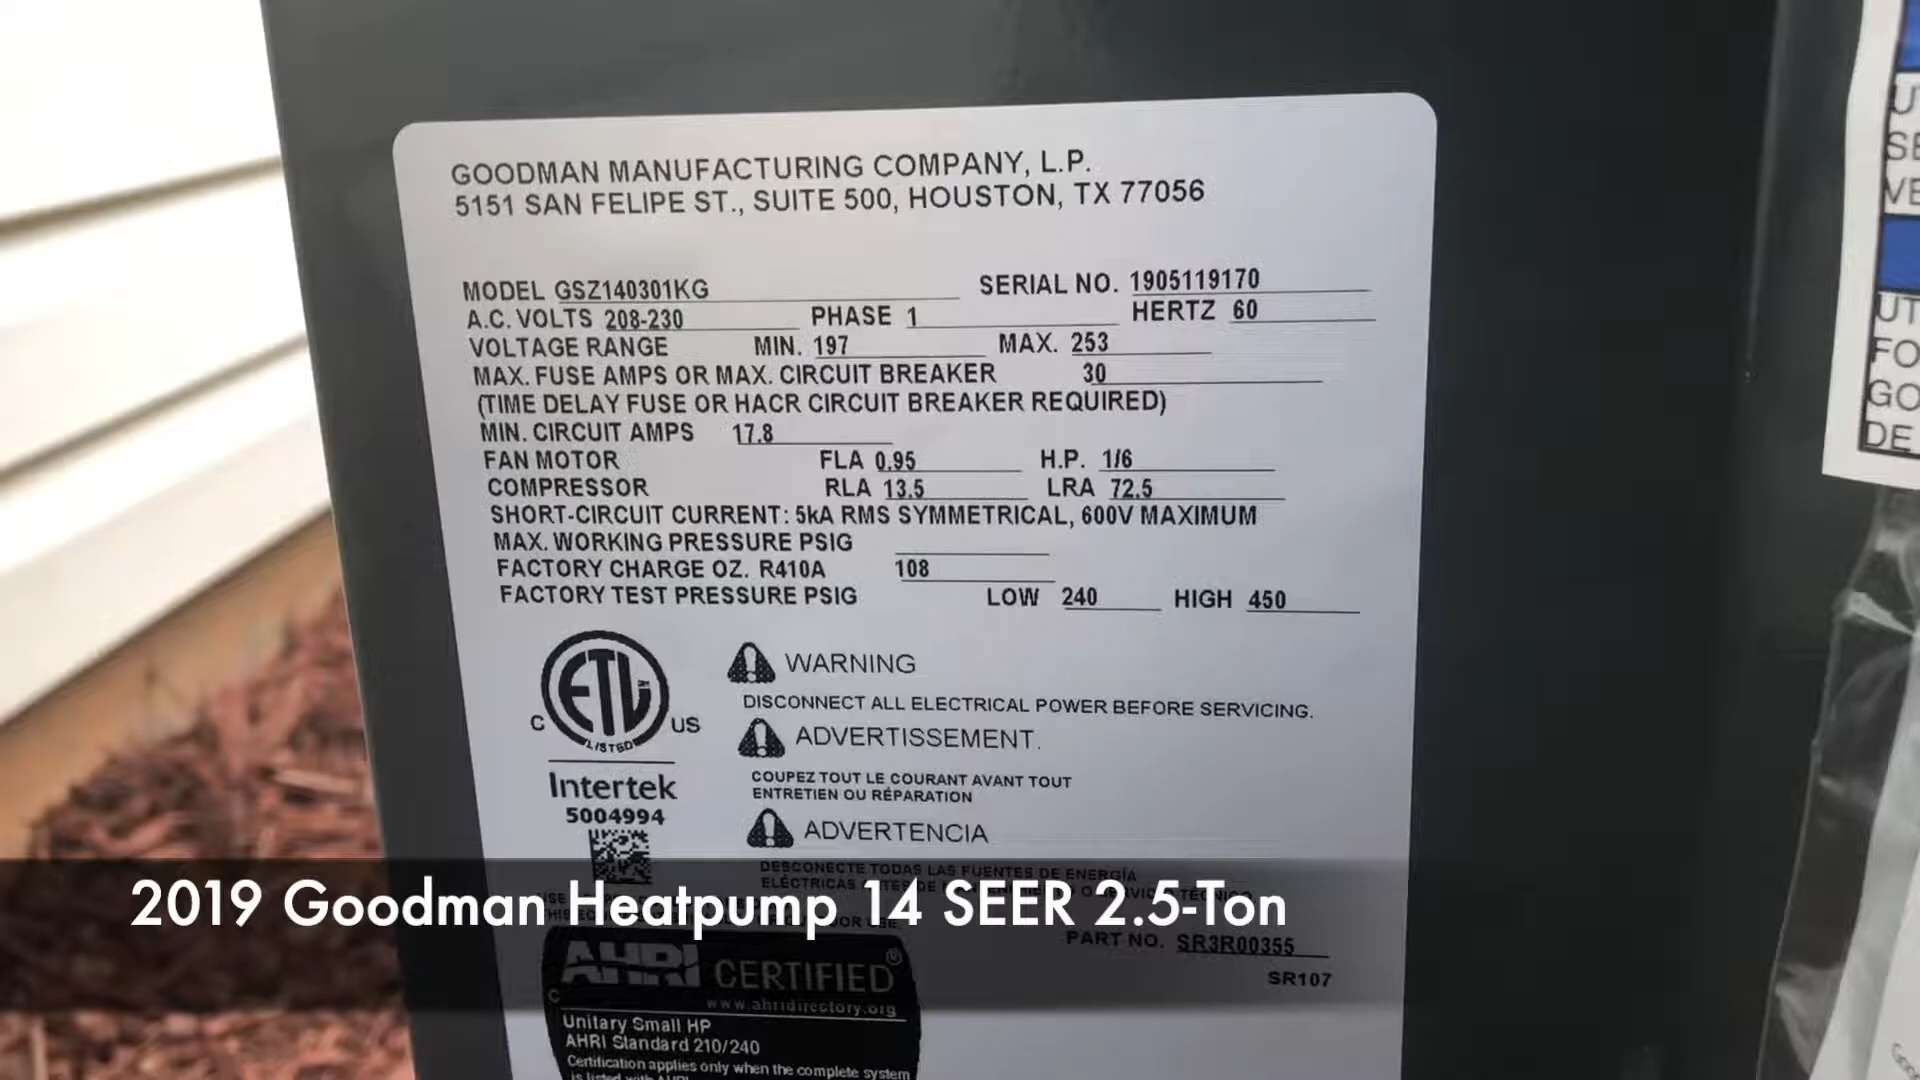 GOODMAN MANUFACTURING COMPANY, L.P.
5151 SAN FELIPE ST., SUITE 500, HOUSTON, TX 77056
MODEL GSZ140301KG SERIAL NO. 1905119170
A.C. VOLTS 208-230 PHASE 1 HERTZ 60
VOLTAGE RANGE MIN. 197 MAX. 253
MAX. FUSE AMPS OR MAX. CIRCUIT BREAKER 30
(TIME DELAY FUSE OR HACR CIRCUIT BREAKER REQUIRED)
MIN. CIRCUIT AMPS 17.8
FAN MOTOR FLA 0.95 H.P. 1/6
COMPRESSOR RLA 13.5 LRA 72.5
SHORT-CIRCUIT CURRENT: 5kA RMS SYMMETRICAL, 600V MAXIMUM
MAX. WORKING PRESSURE PSIG
FACTORY CHARGE OZ. R410A 108
FACTORY TEST PRESSURE PSIG LOW 240 HIGH 450
C ETL US
LISTED
Intertek
5004994
WARNING
DISCONNECT ALL ELECTRICAL POWER BEFORE SERVICING.
ADVERTISSEMENT.
COUPEZ TOUT LE COURANT AVANT TOUT
ENTRETIEN OU RÉPARATION
ADVERTENCIA
DESCONECTE TODAS LAS FUENTES DE ENERGÍA
ELÉCTRICAS
2019 Goodman Heatpump 14 SEER 2.5-Ton
PART NO. SR3R00355
SR107
AHRI CERTIFIED®
www.ahridirectory.org
Unitary Small HP
AHRI Standard 210/240
Certification applies only when the complete system
is listed with AHRI
UT
SE
VE
UT
FO
GO
DE